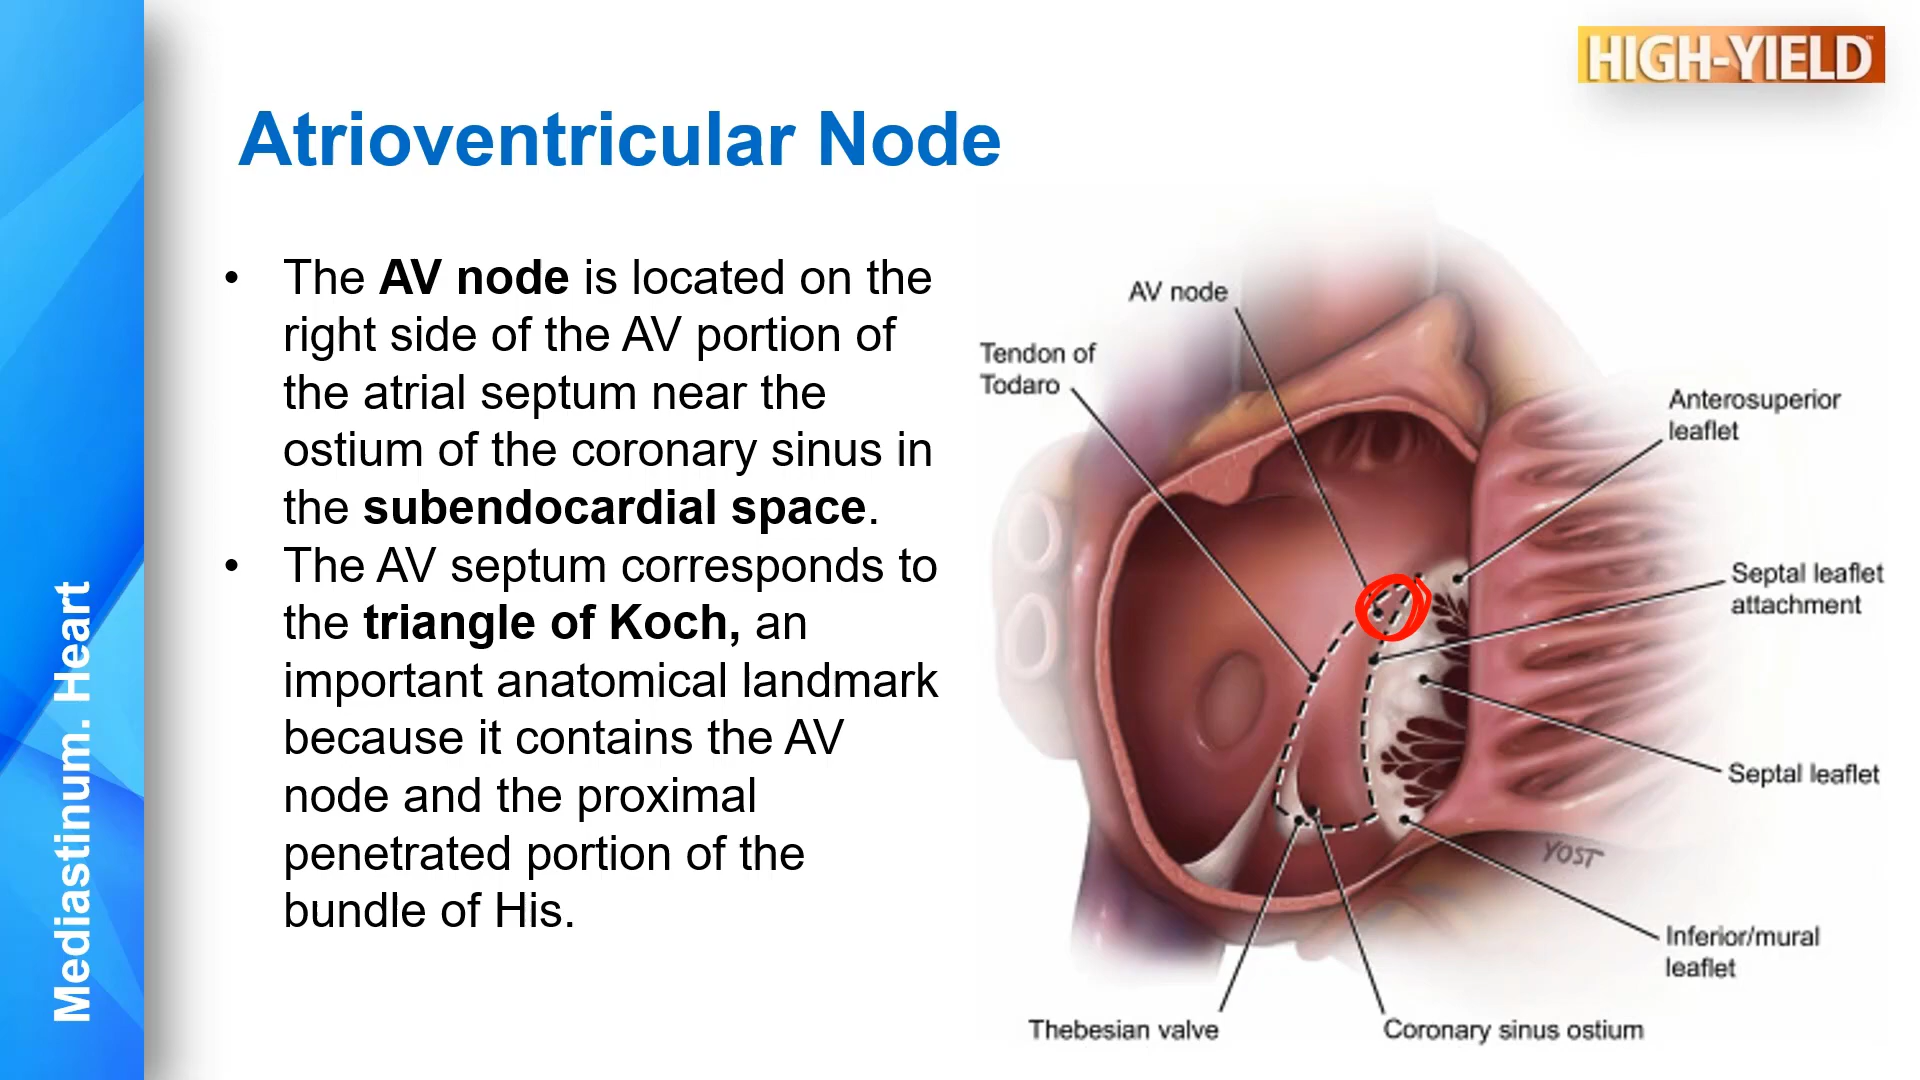 HIGH-YIELD™
Atrioventricular Node
• The AV node is located on the
right side of the AV portion of
the atrial septum near the
ostium of the coronary sinus in
the subendocardial space.
• The AV septum corresponds to
the triangle of Koch, an
important anatomical landmark
because it contains the AV
node and the proximal
penetrated portion of the
bundle of His.
Mediastinum. Heart
AV node
Tendon of
Todaro
Anterosuperior
leaflet
Septal leaflet
attachment
Septal leaflet
YOST
Inferior/mural
leaflet
Thebesian valve
Coronary sinus ostium